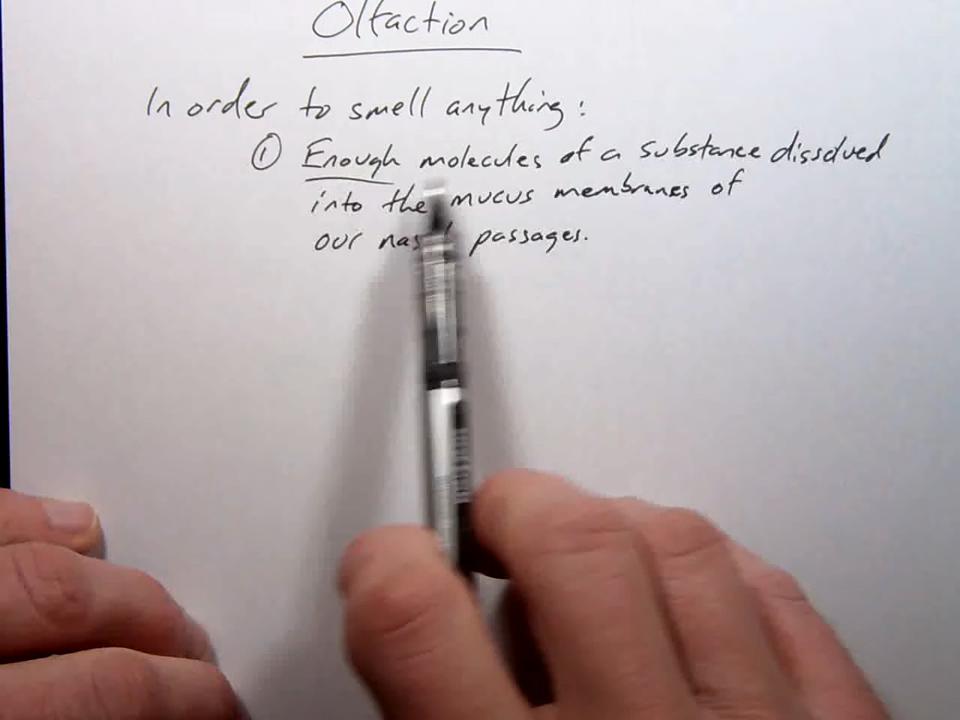 Olfaction
In order to smell anything:
① Enough molecules of a substance dissolved
into the mucus membranes of
our passages.